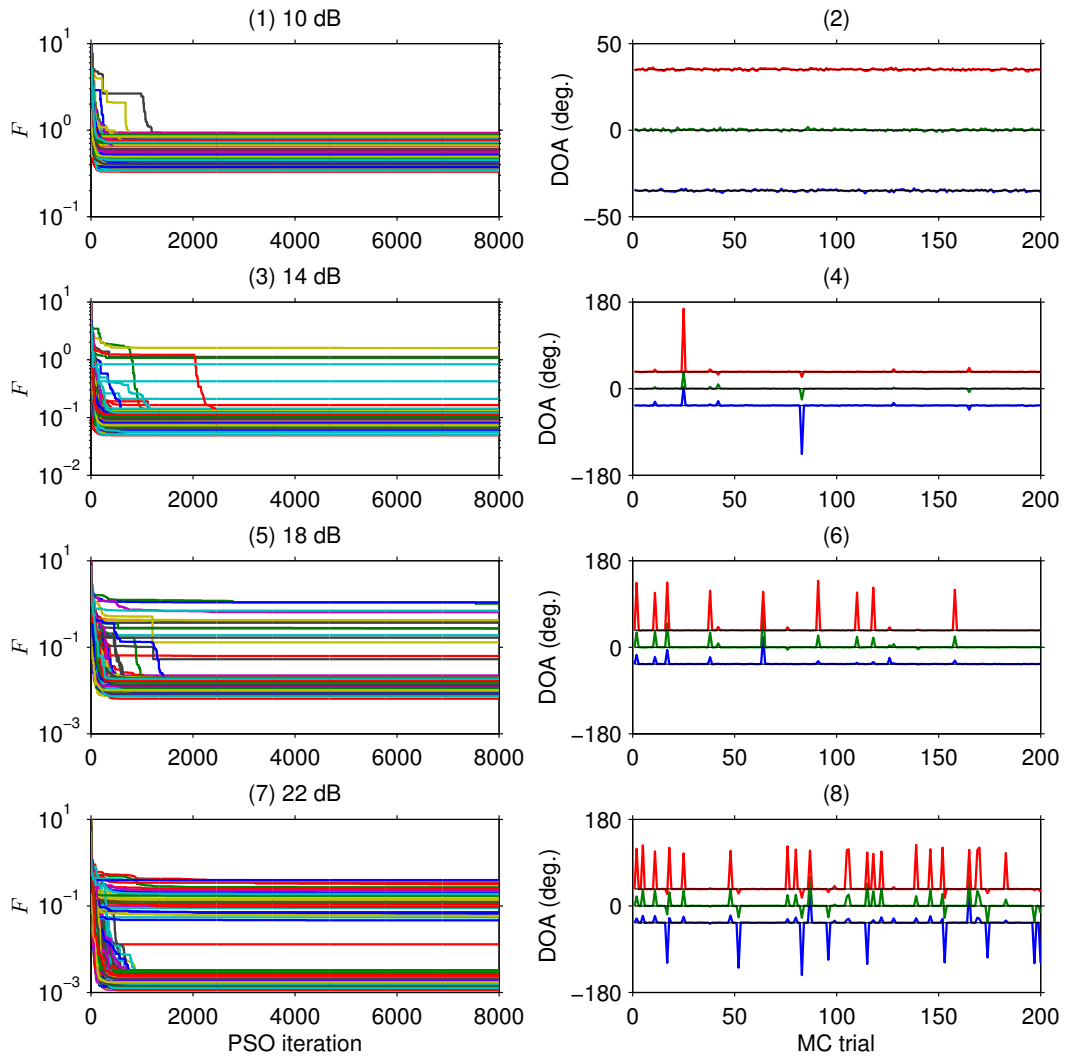 (1) 10 dB
F
10^1
10^0
10^-1
0 2000 4000 6000 8000
(2)
DOA (deg.)
50
0
−50
0 50 100 150 200
(3) 14 dB
F
10^1
10^0
10^-1
10^-2
0 2000 4000 6000 8000
(4)
DOA (deg.)
180
0
−180
0 50 100 150 200
(5) 18 dB
F
10^1
10^-1
10^-3
0 2000 4000 6000 8000
(6)
DOA (deg.)
180
0
−180
0 50 100 150 200
(7) 22 dB
F
10^1
10^-1
10^-3
0 2000 4000 6000 8000
PSO iteration
(8)
DOA (deg.)
180
0
−180
0 50 100 150 200
MC trial